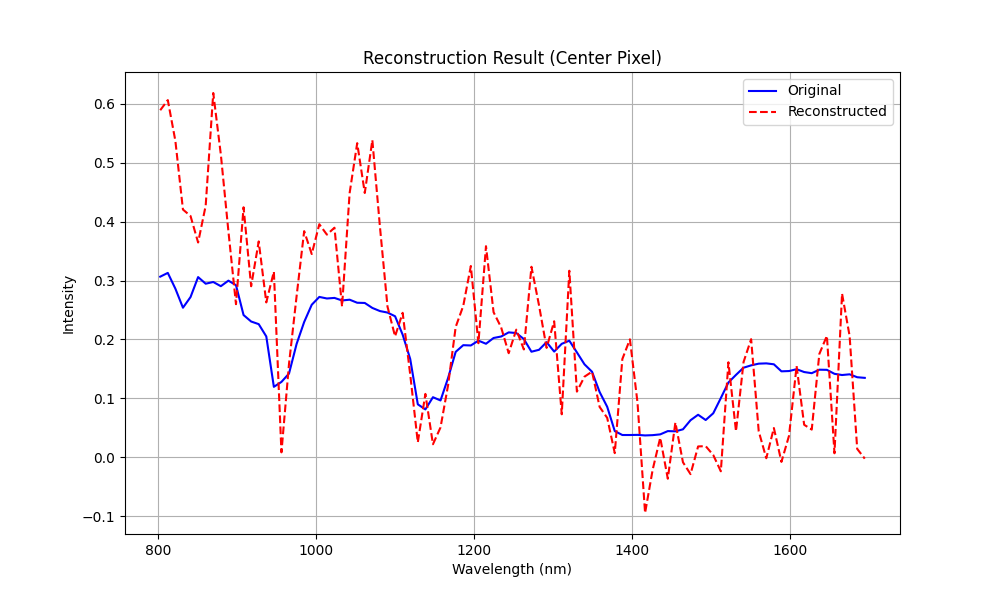 Reconstruction Result (Center Pixel)
Original
Reconstructed
Intensity
0.6
0.5
0.4
0.3
0.2
0.1
0.0
−0.1
800
1000
1200
1400
1600
Wavelength (nm)